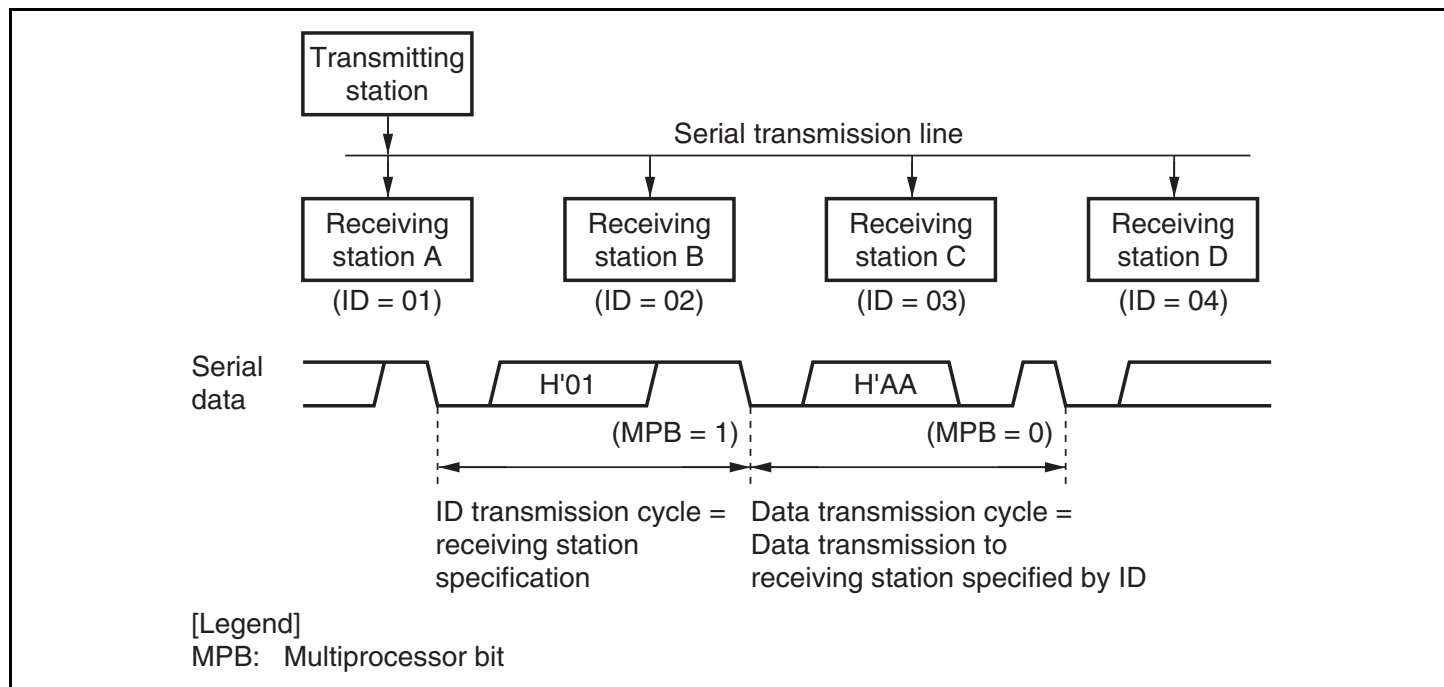 Transmitting
station
Serial transmission line
Receiving
station A
Receiving
station B
Receiving
station C
Receiving
station D
(ID = 01)
(ID = 02)
(ID = 03)
(ID = 04)
Serial
data
H'01
H'AA
(MPB = 1)
(MPB = 0)
ID transmission cycle =
receiving station
specification
Data transmission cycle =
Data transmission to
receiving station specified by ID
[Legend]
MPB: Multiprocessor bit